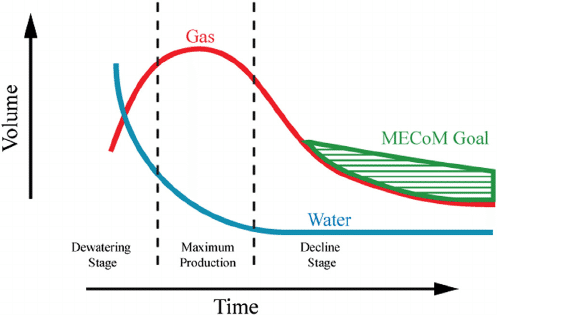 Gas
Volume
MECoM Goal
Water
Dewatering
Stage
Maximum
Production
Decline
Stage
Time